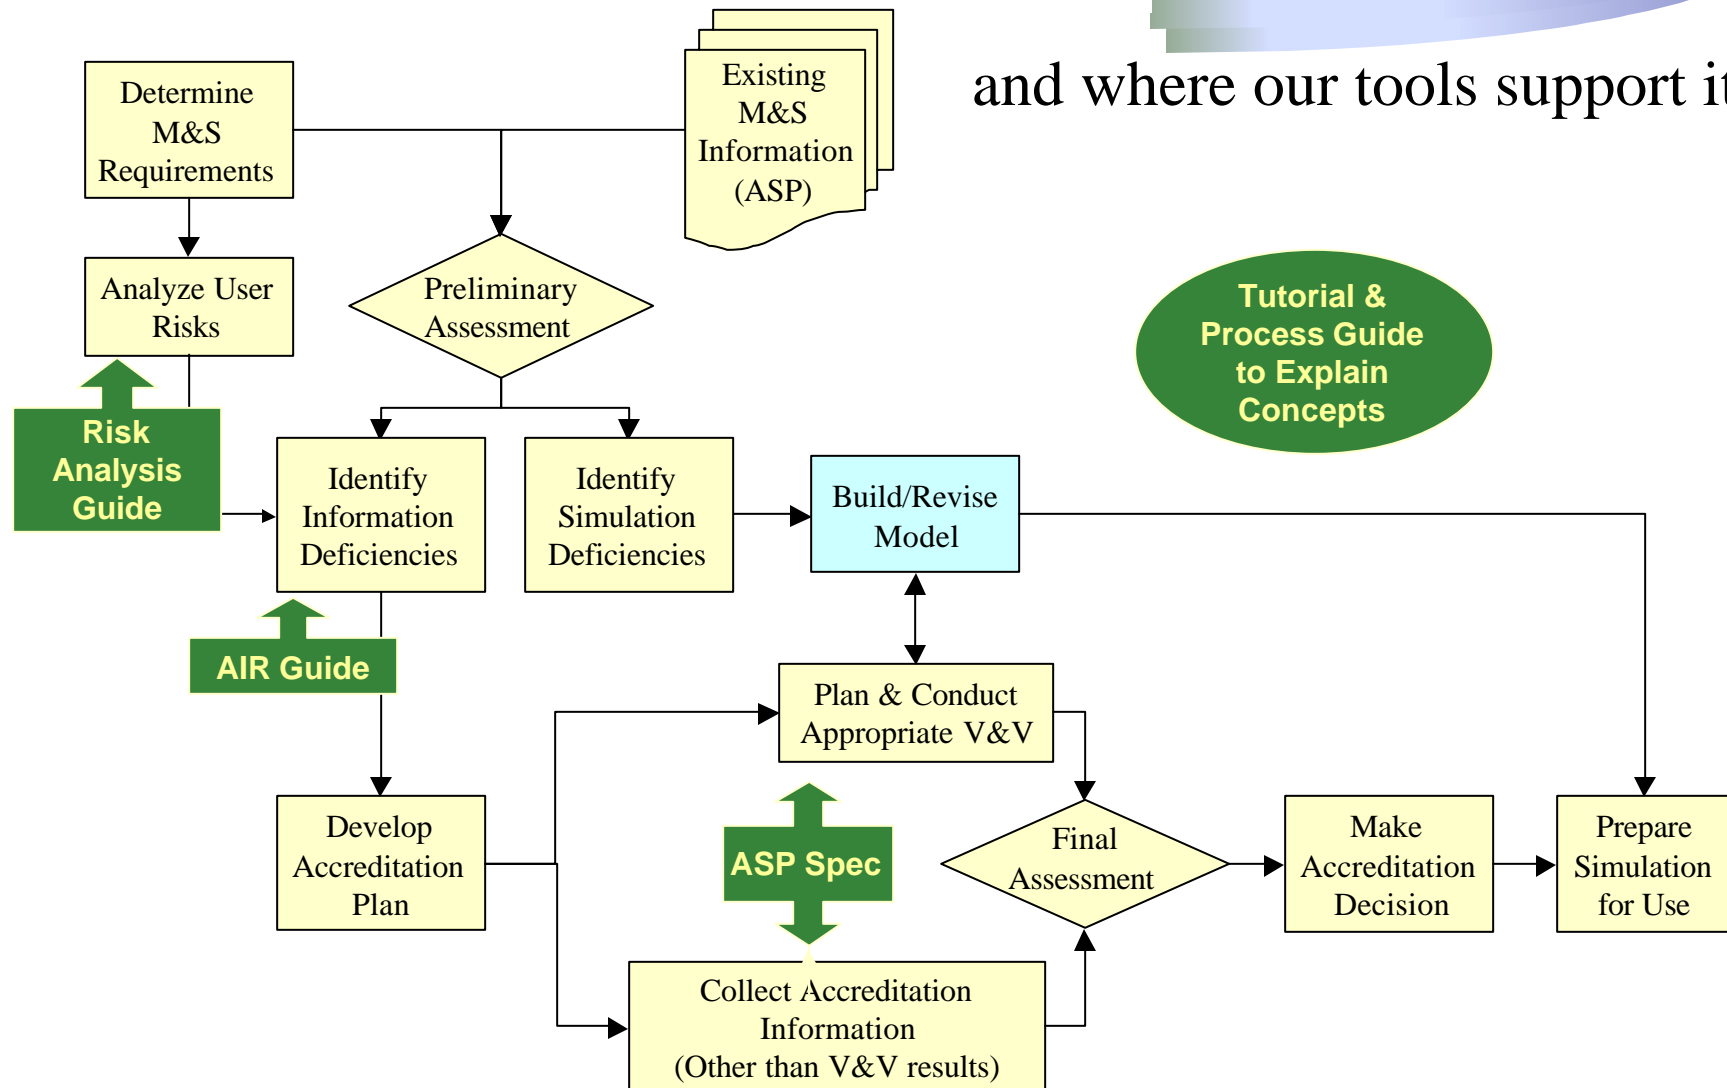 and where our tools support it
Determine
M&S
Requirements
Existing
M&S
Information
(ASP)
Analyze User
Risks
Preliminary
Assessment
Tutorial &
Process Guide
to Explain
Concepts
Risk
Analysis
Guide
Identify
Information
Deficiencies
Identify
Simulation
Deficiencies
Build/Revise
Model
AIR Guide
Plan & Conduct
Appropriate V&V
Develop
Accreditation
Plan
ASP Spec
Final
Assessment
Make
Accreditation
Decision
Prepare
Simulation
for Use
Collect Accreditation
Information
(Other than V&V results)